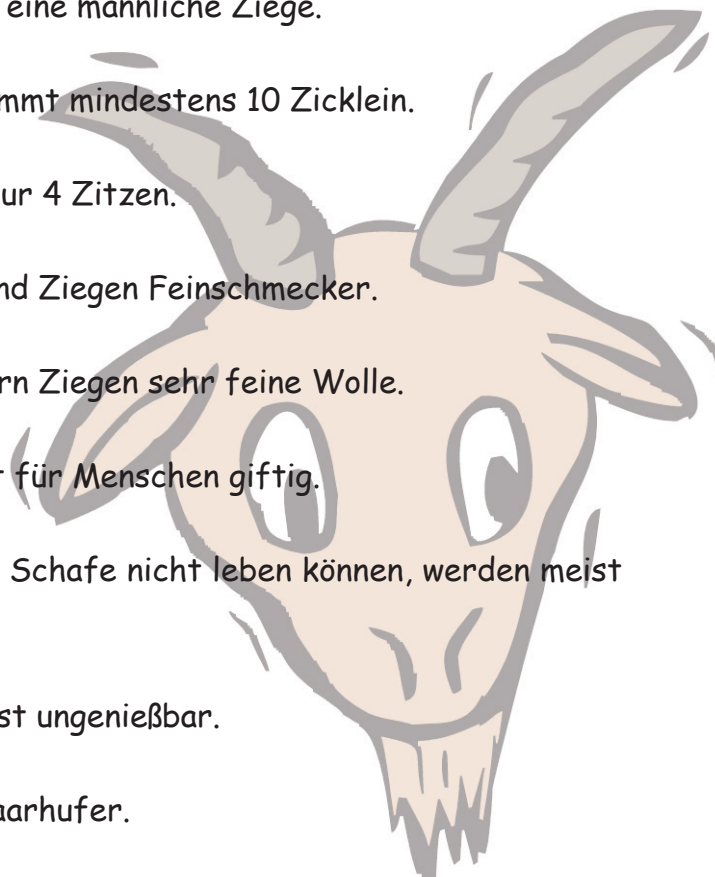 eine männliche Ziege.
mmt mindestens 10 Zicklein.
ur 4 Zitzen.
nd Ziegen Feinschmecker.
rn Ziegen sehr feine Wolle.
t für Menschen giftig.
Schafe nicht leben können, werden meist
st ungenießbar.
aarhufer.